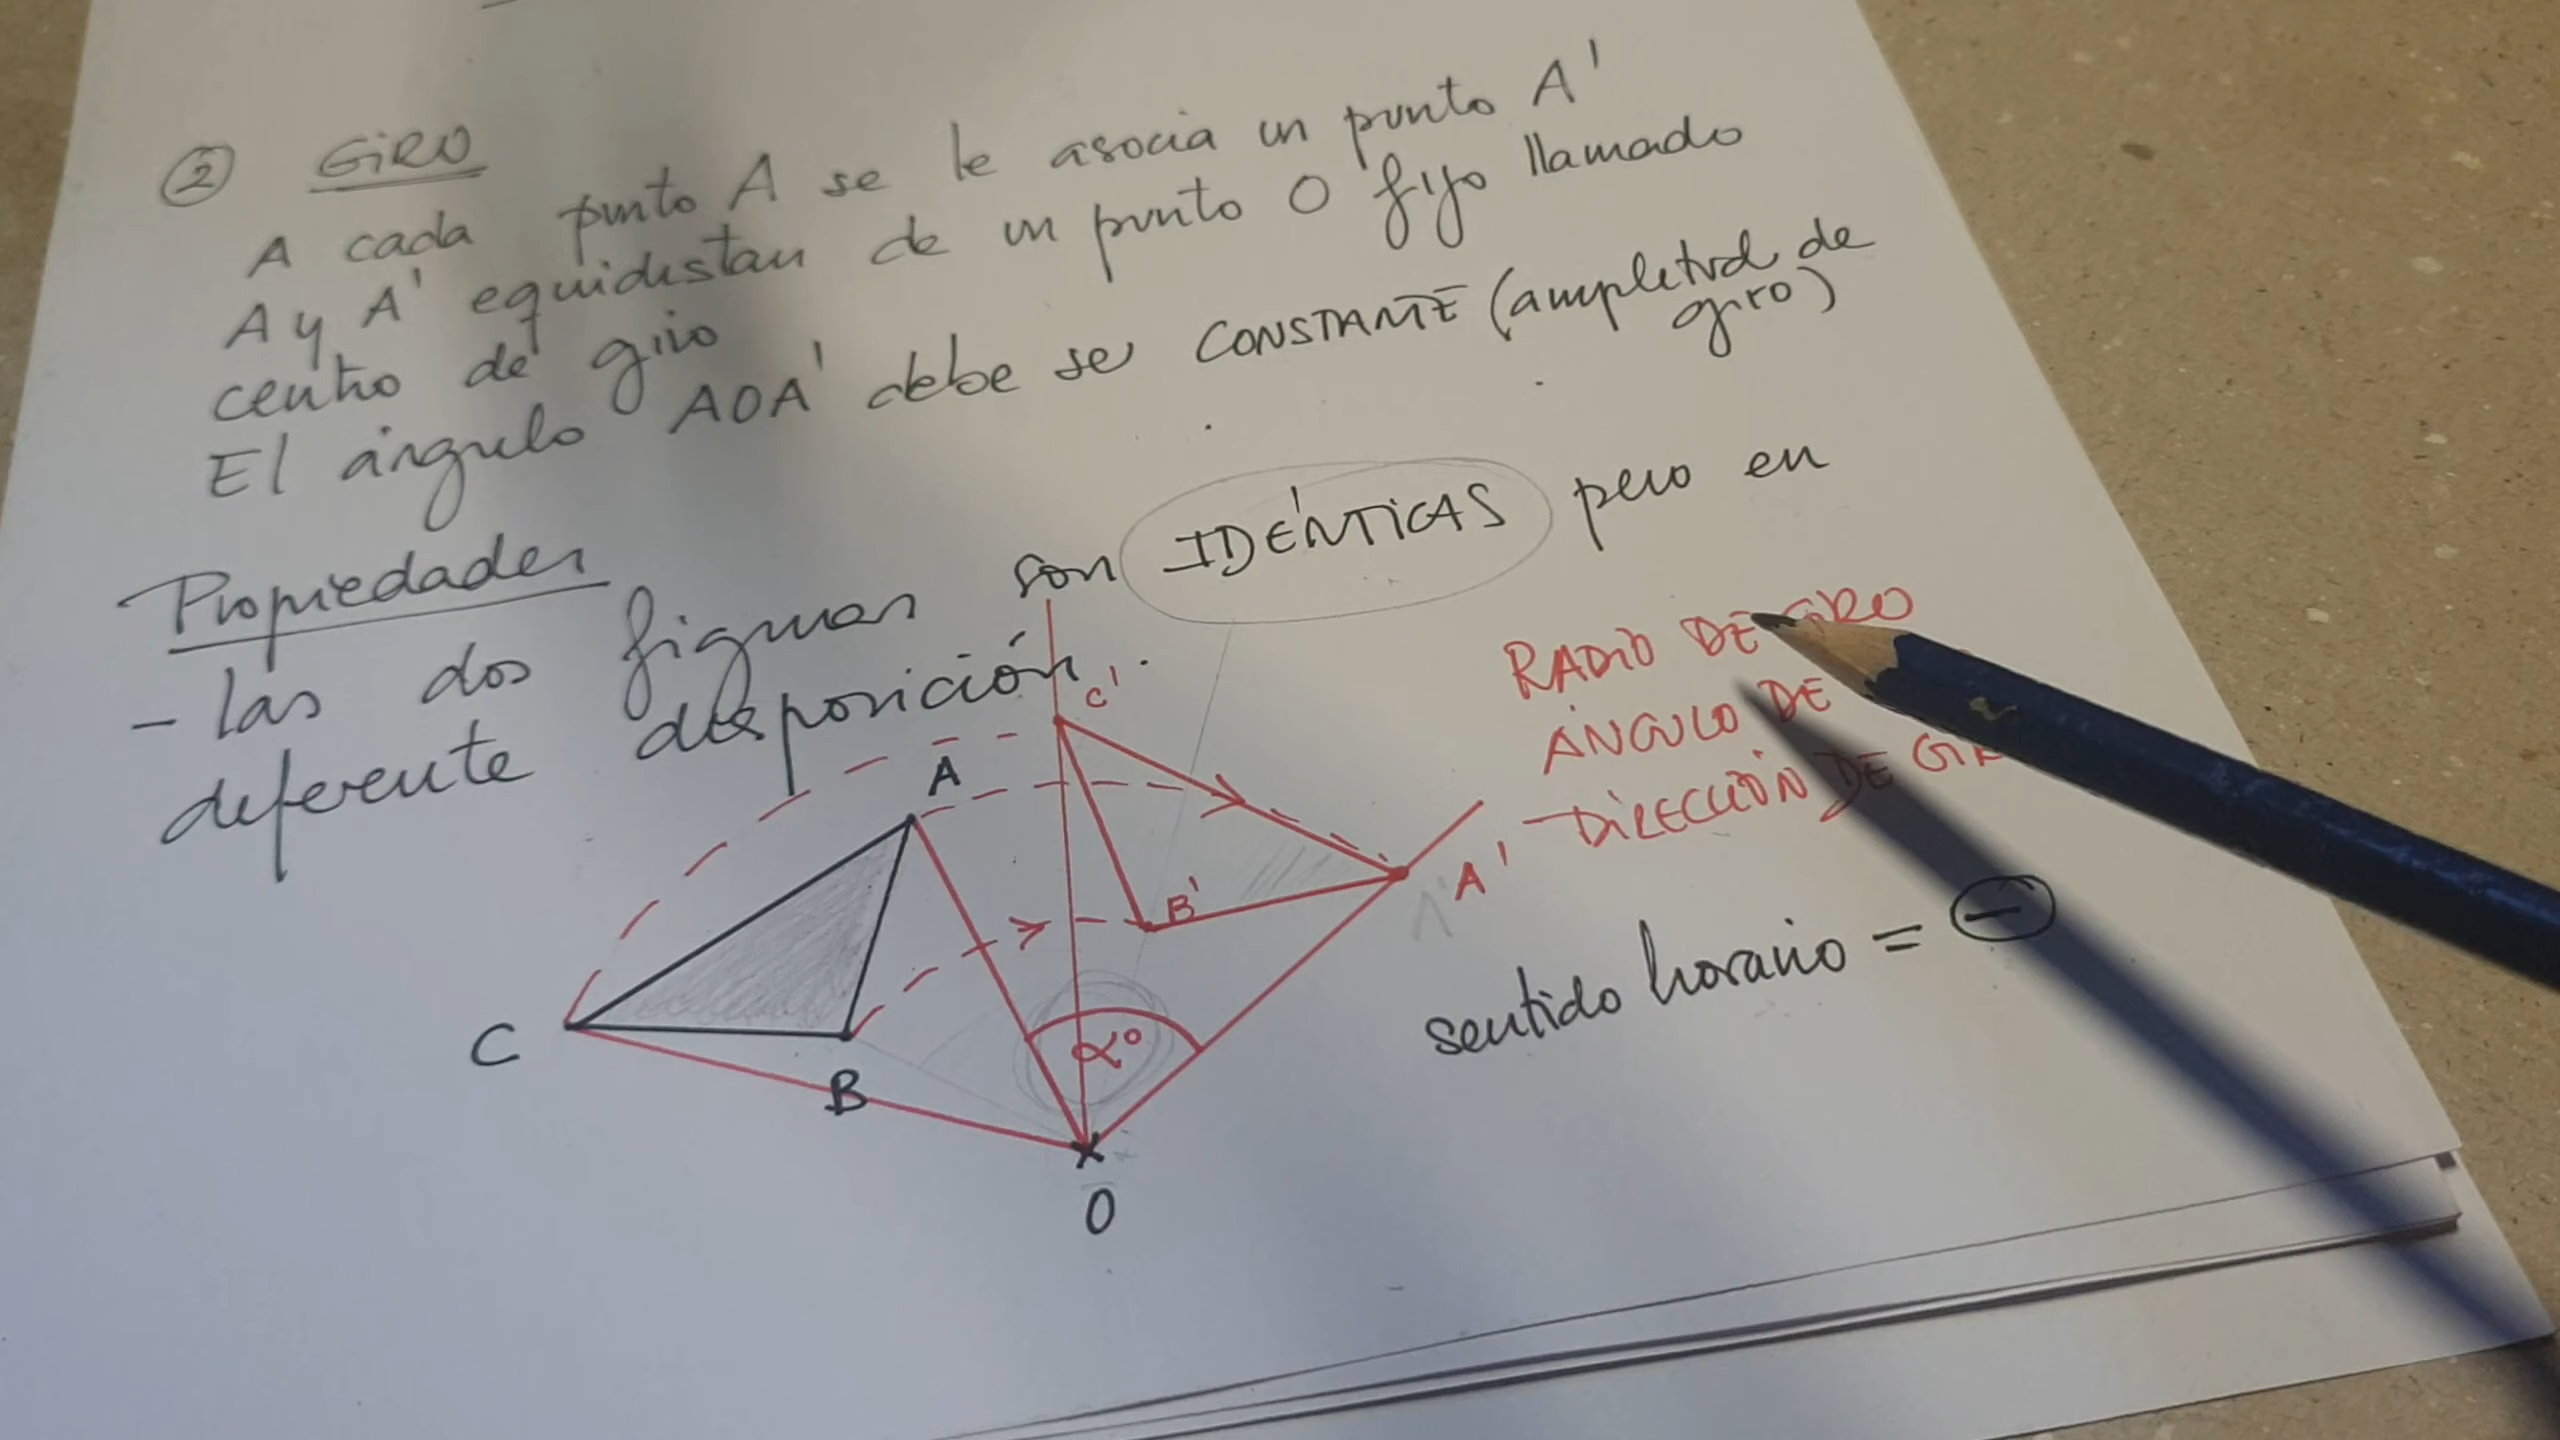 ② GIRO
A cada punto A se le asocia un punto A'
A y A' equidistan de un punto O fijo llamado
centro de giro
El ángulo AOA' debe se CONSTANTE (amplitud de
giro)
Propiedades
- las dos figuras son IDÉNTICAS pero en
diferente disposición.
RADIO DE GIRO
ÁNGULO DE
DIRECCIÓN DE
sentido horario = -
C'
A
B'
A'
A'
C
B
α°
O